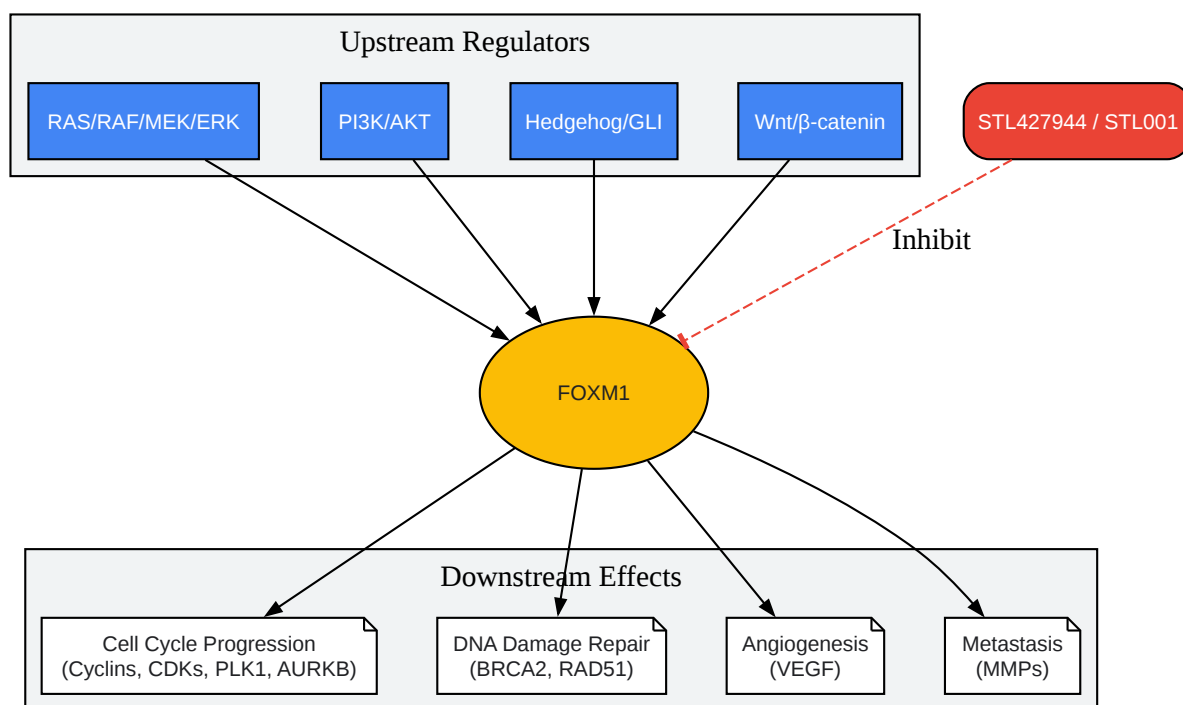 Upstream Regulators
RAS/RAF/MEK/ERK
PI3K/AKT
Hedgehog/GLI
Wnt/β-catenin
STL427944 / STL001
Inhibit
FOXM1
Downstream Effects
Cell Cycle Progression
(Cyclins, CDKs, PLK1, AURKB)
DNA Damage Repair
(BRCA2, RAD51)
Angiogenesis
(VEGF)
Metastasis
(MMPs)